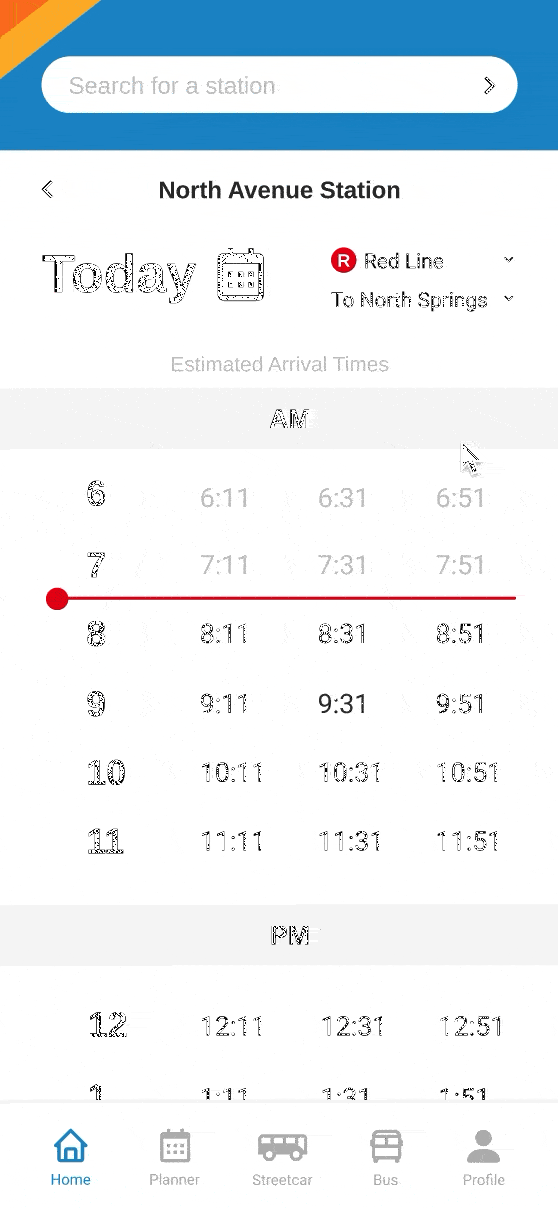 Search for a station
North Avenue Station
Today
R Red Line
To North Springs
Estimated Arrival Times
AM
6 6:11 6:31 6:51
7 7:11 7:31 7:51
8 8:11 8:31 8:51
9 9:11 9:31 9:51
10 10:11 10:31 10:51
11 11:11 11:31 11:51
PM
12 12:11 12:31 12:51
1 1:11 1:31 1:51
Home Planner Streetcar Bus Profile